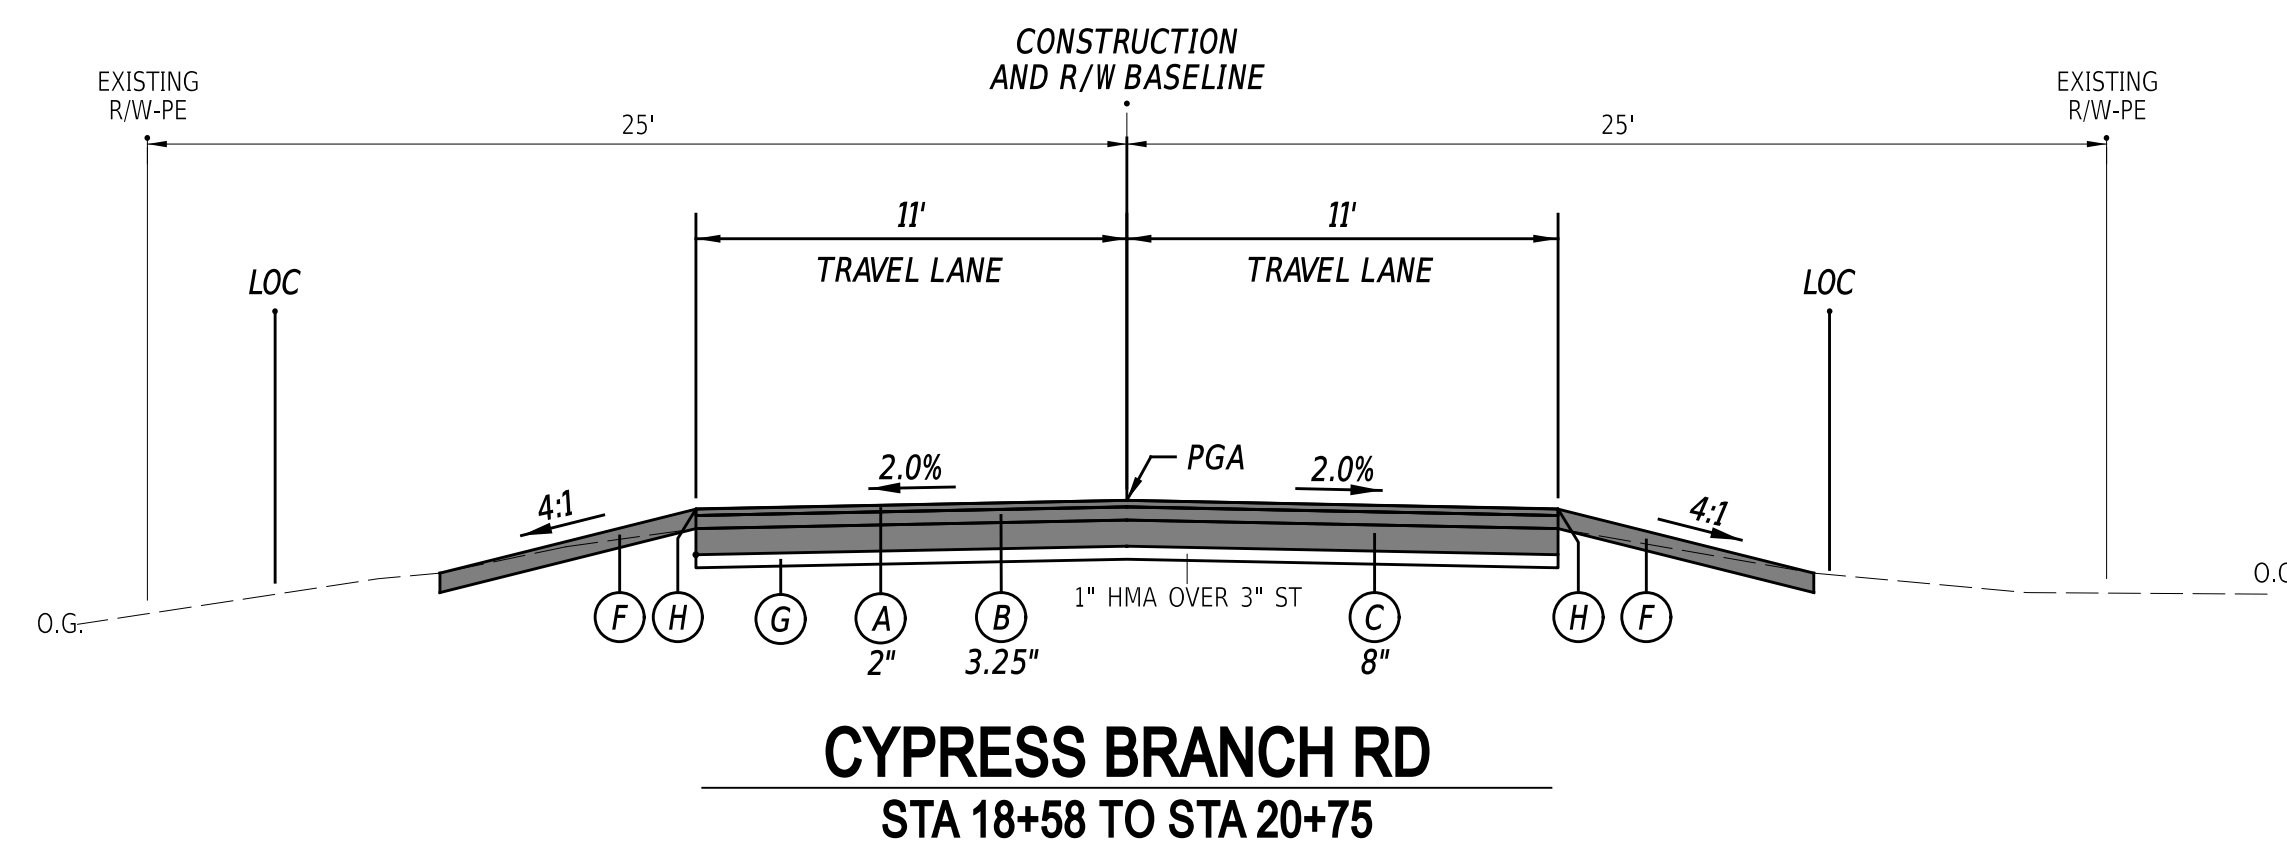 CONSTRUCTION
AND R/W BASELINE
EXISTING
R/W-PE
EXISTING
R/W-PE
25'
25'
11'
11'
TRAVEL LANE
TRAVEL LANE
LOC
LOC
PGA
2.0%
2.0%
4:1
4:1
O.G.
1" HMA OVER 3" ST
F
H
G
A
B
C
H
F
2"
3.25"
8"
CYPRESS BRANCH RD
STA 18+58 TO STA 20+75